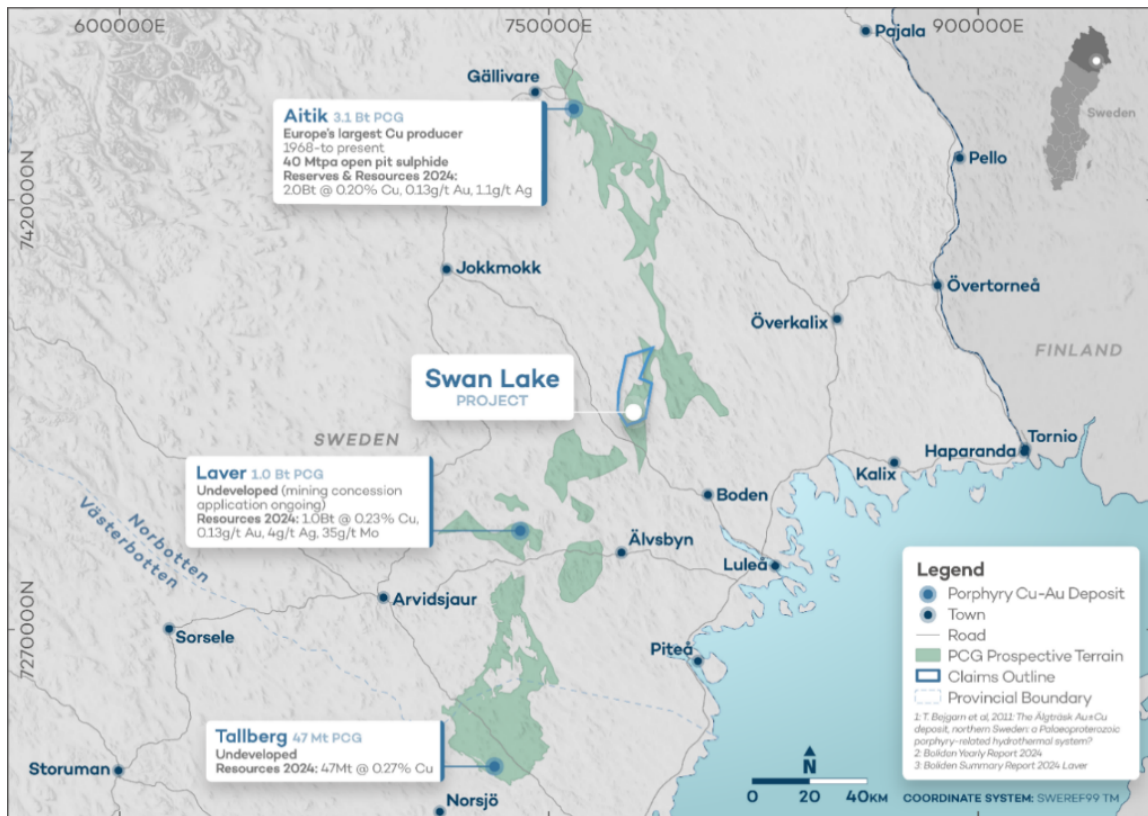 600000E
750000E
900000E
7420000N
7270000N
Pajala
Sweden
Gällivare
Aitik 3.1 Bt PCG
Europe's largest Cu producer
1968-to present
40 Mtpa open pit sulphide
Reserves & Resources 2024:
2.0Bt @ 0.20% Cu, 0.13g/t Au, 1.1g/t Ag
Pello
Jokkmokk
Övertorneå
Överkalix
FINLAND
Swan Lake
PROJECT
SWEDEN
Laver 1.0 Bt PCG
Undeveloped (mining concession
application ongoing)
Resources 2024: 1.0Bt @ 0.23% Cu,
0.13g/t Au, 4g/t Ag, 35g/t Mo
Tornio
Haparanda
Kalix
Boden
Norrbotten
Västerbotten
Älvsbyn
Luleå
Arvidsjaur
Sorsele
Piteå
Tallberg 47 Mt PCG
Undeveloped
Resources 2024: 47Mt @ 0.27% Cu
Storuman
Norsjö
Legend
Porphyry Cu-Au Deposit
Town
Road
PCG Prospective Terrain
Claims Outline
Provincial Boundary
1: T. Bejgarn et al, 2011: The Älgträsk Au±Cu
deposit, northern Sweden: a Palaeoproterozoic
porphyry-related hydrothermal system?
2: Boliden Yearly Report 2024
3: Boliden Summary Report 2024 Laver
N
0 20 40KM
COORDINATE SYSTEM: SWEREF99 TM